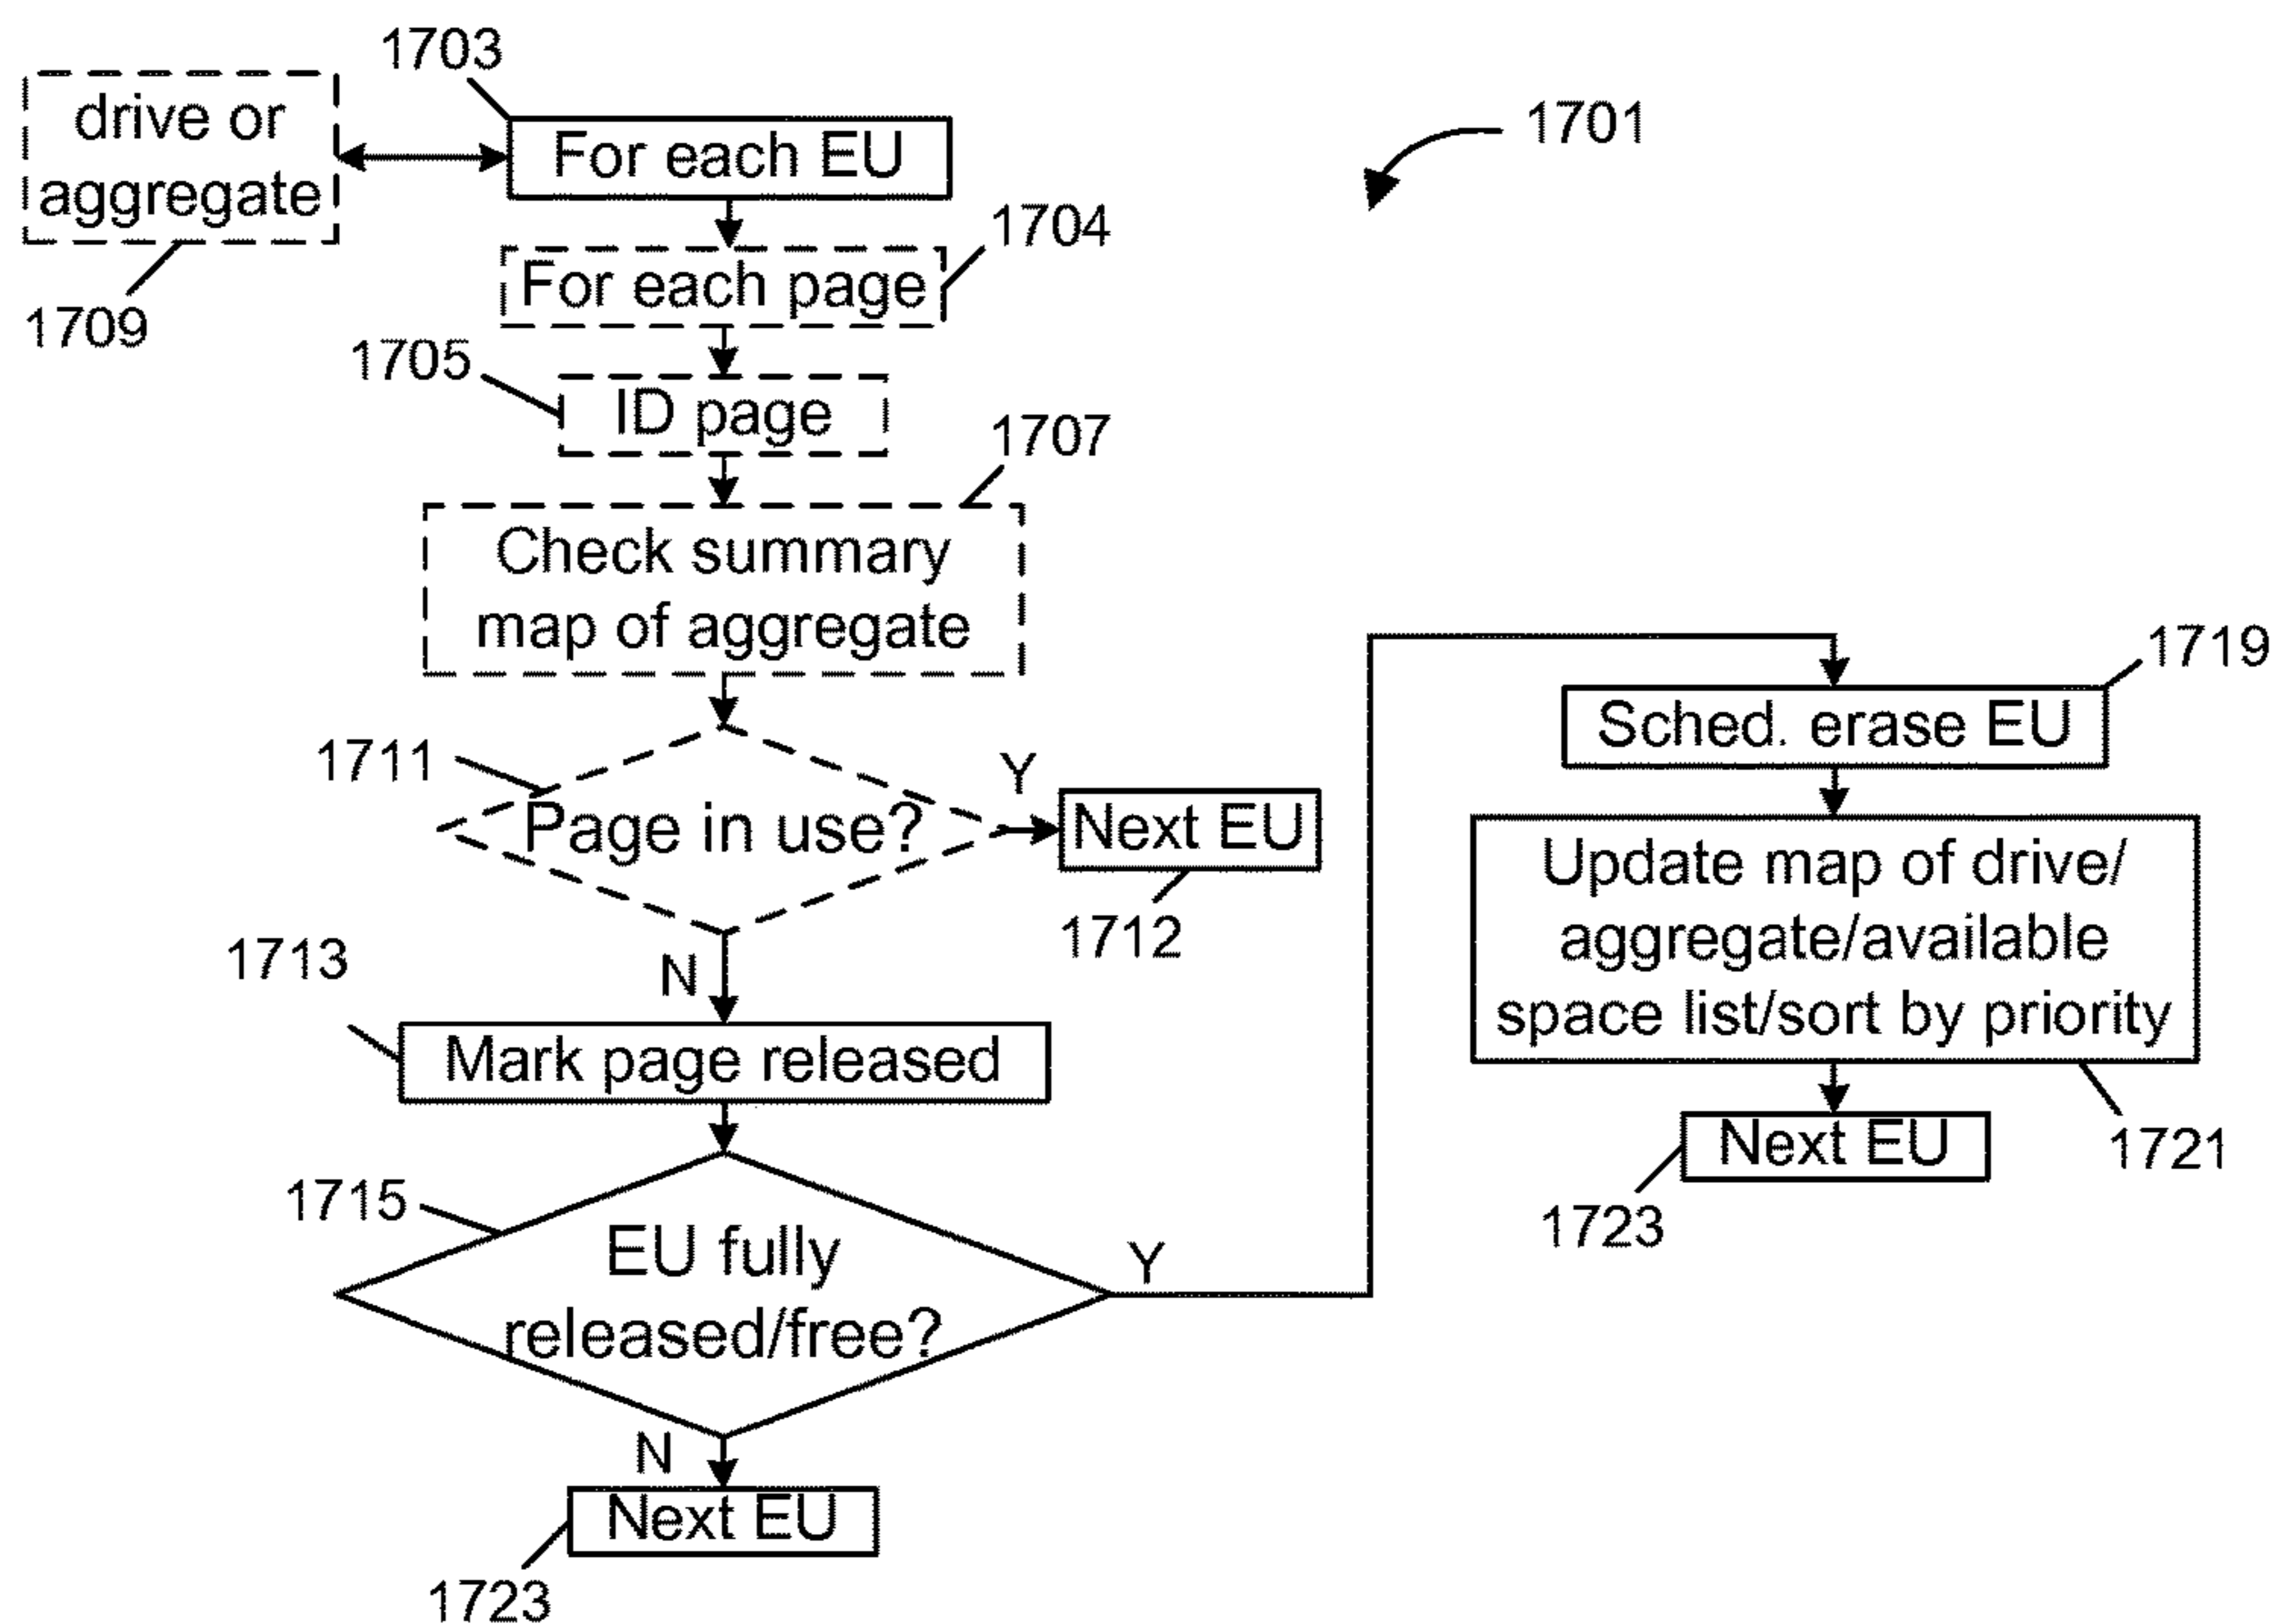 1703
drive or
aggregate
For each EU
1701
1704
For each page
1709
1705
ID page
1707
Check summary
map of aggregate
1711
Page in use?
Y
Next EU
1712
N
1713
Mark page released
1715
EU fully
released/free?
Y
N
Next EU
1723
1719
Sched. erase EU
Update map of drive/
aggregate/available
space list/sort by priority
1721
Next EU
1723